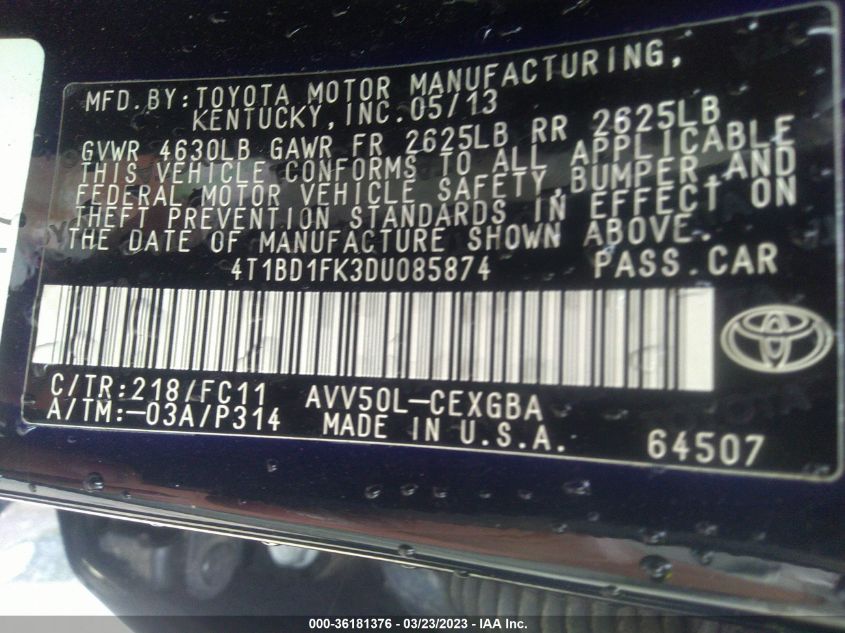 MFD. BY: TOYOTA MOTOR MANUFACTURING,
KENTUCKY, INC. 05/13
GVWR 4630LB GAWR FR 2625LB RR 2625LB
THIS VEHICLE CONFORMS TO ALL APPLICABLE
FEDERAL MOTOR VEHICLE SAFETY, BUMPER, AND
THEFT PREVENTION STANDARDS IN EFFECT ON
THE DATE OF MANUFACTURE SHOWN ABOVE.
4T1BD1FK3DU085874 PASS. CAR
C/TR: 218/FC11 AVV50L-CEXGBA
A/TM: -03A/P314 MADE IN U.S.A. 64507
000-36181376 - 03/23/2023 - IAA Inc.